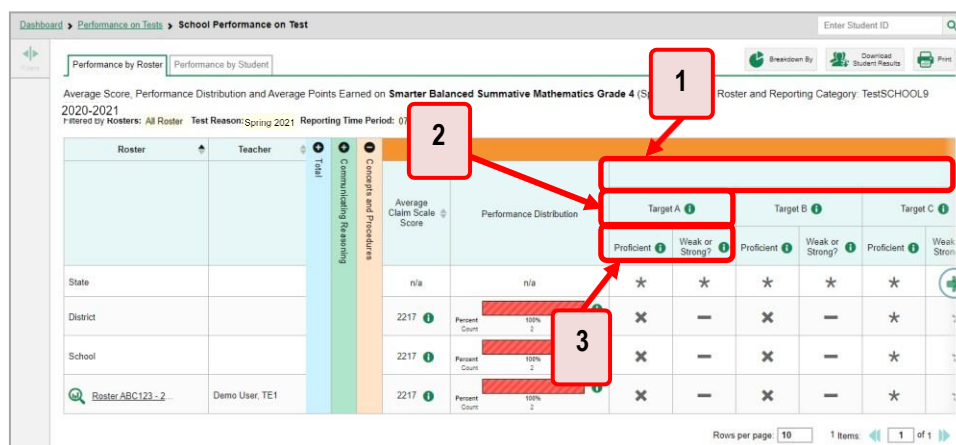 Dashboard > Performance on Tests > School Performance on Test
Enter Student ID
Performance by Roster
Performance by Student
Breakdown By
Download Student Results
Print
Average Score, Performance Distribution and Average Points Earned on Smarter Balanced Summative Mathematics Grade 4 Roster and Reporting Category: TestSCHOOL9
2020-2021
Filtered By Rosters: All Roster Test Reason: Spring 2021 Reporting Time Period:
1
2
3
Roster
Teacher
Total
Communicating Reasoning
Concepts and Procedures
Average Claim Scale Score
Performance Distribution
Target A
Target B
Target C
Proficient
Weak or Strong?
Proficient
Weak or Strong?
Proficient
State n/a n/a * * * * *
District 2217 Percent 100% Count 2 *
School 2217 Percent 100% Count 2 *
Roster ABC123 - 2... Demo User, TE1 2217 Percent 100% Count 2 *
Rows per page: 10 1 Items: 1 of 1